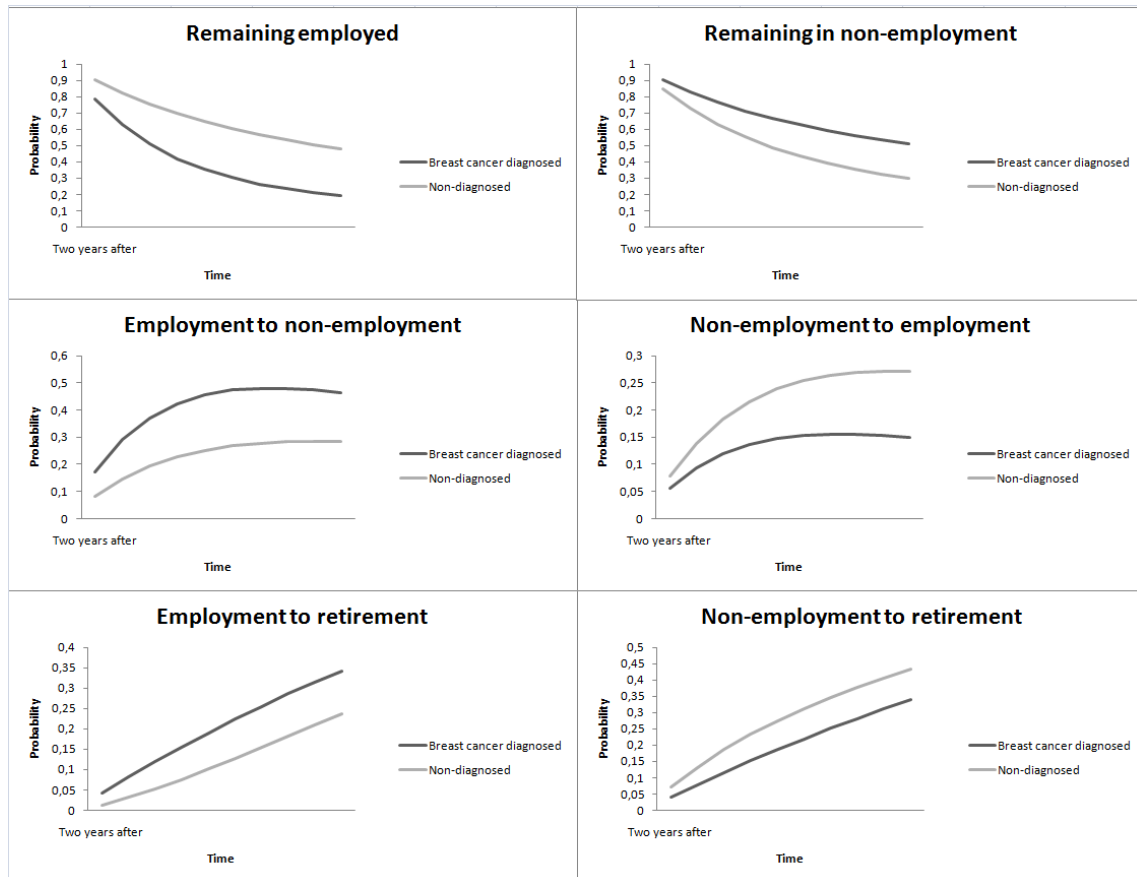 Remaining employed
Probability
1
0,9
0,8
0,7
0,6
0,5
0,4
0,3
0,2
0,1
0
Breast cancer diagnosed
Non-diagnosed
Two years after
Time
Remaining in non-employment
Probability
1
0,9
0,8
0,7
0,6
0,5
0,4
0,3
0,2
0,1
0
Breast cancer diagnosed
Non-diagnosed
Two years after
Time
Employment to non-employment
Probability
0,6
0,5
0,4
0,3
0,2
0,1
0
Breast cancer diagnosed
Non-diagnosed
Two years after
Time
Non-employment to employment
Probability
0,3
0,25
0,2
0,15
0,1
0,05
0
Breast cancer diagnosed
Non-diagnosed
Two years after
Time
Employment to retirement
Probability
0,4
0,35
0,3
0,25
0,2
0,15
0,1
0,05
0
Breast cancer diagnosed
Non-diagnosed
Two years after
Time
Non-employment to retirement
Probability
0,5
0,45
0,4
0,35
0,3
0,25
0,2
0,15
0,1
0,05
0
Breast cancer diagnosed
Non-diagnosed
Two years after
Time